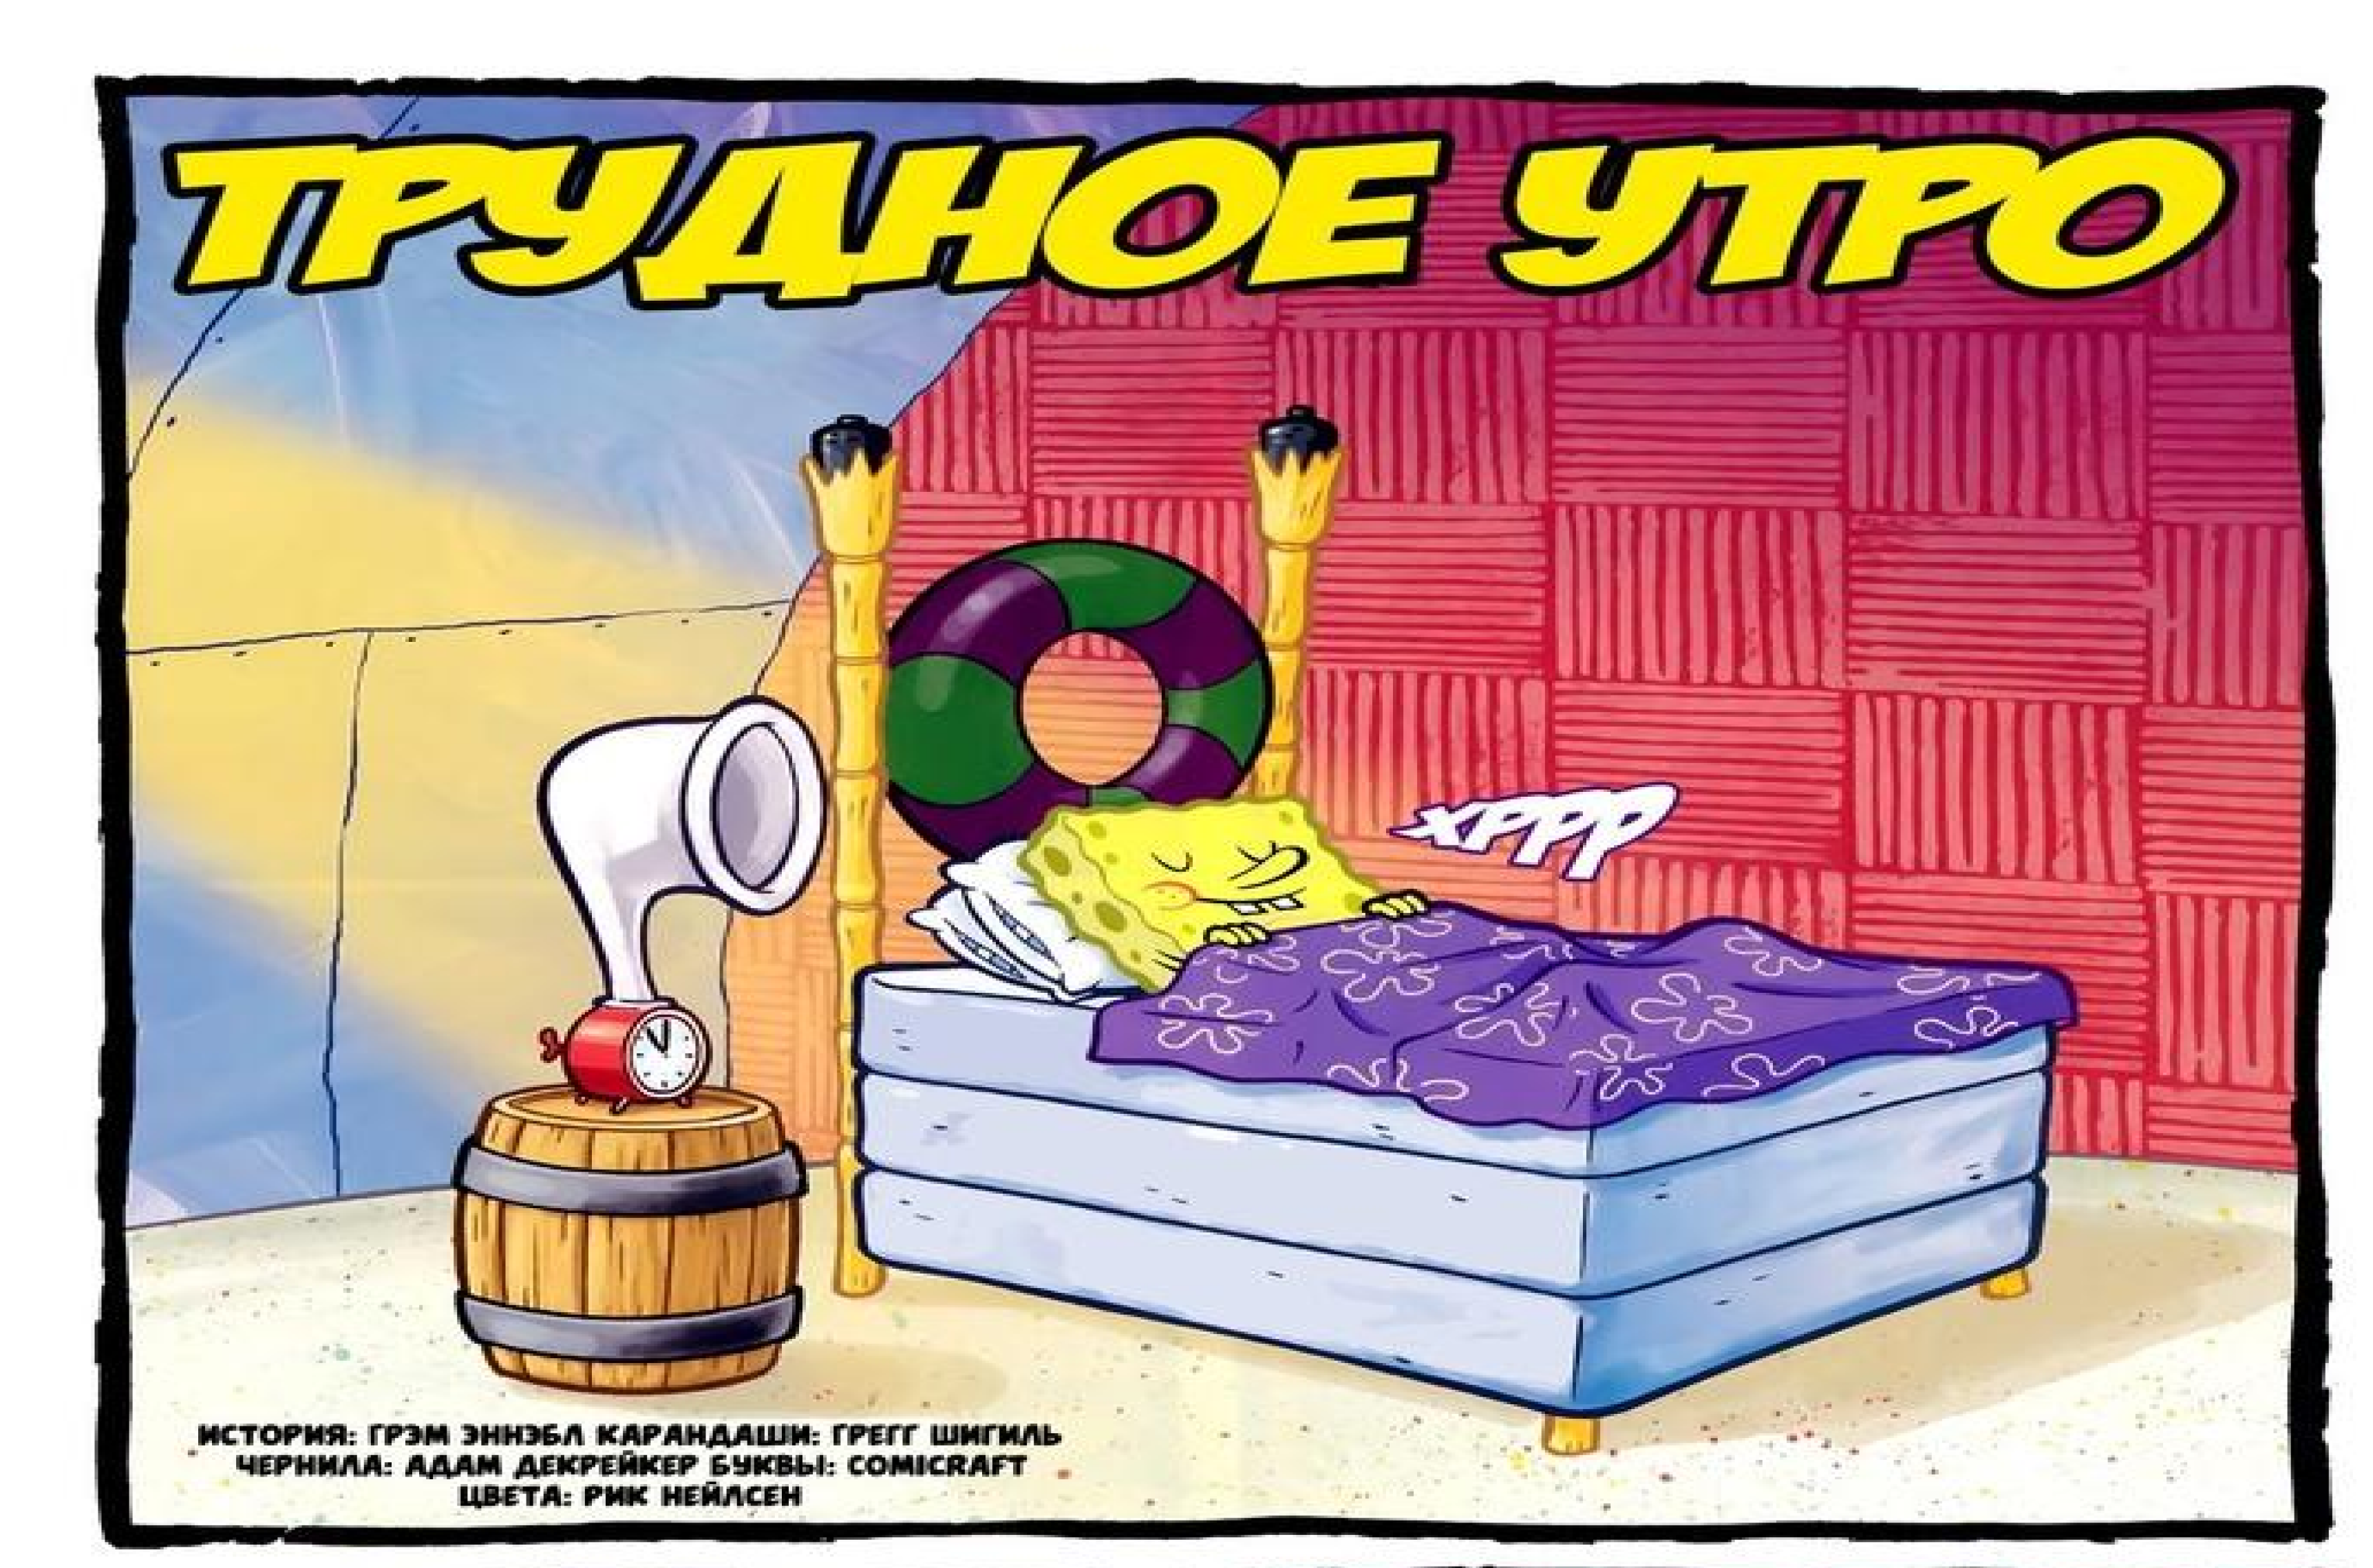 ТРУДНОЕ УТРО
ХРРР
ИСТОРИЯ: ГРЭМ ЭННЭБЛ КАРАНДАШИ: ГРЕГГ ШИГИЛЬ
ЧЕРНИЛА: АДАМ ДЕКРЕЙКЕР БУКВЫ: COMICRAFT
ЦВЕТА: РИК НЕЙЛСЕН